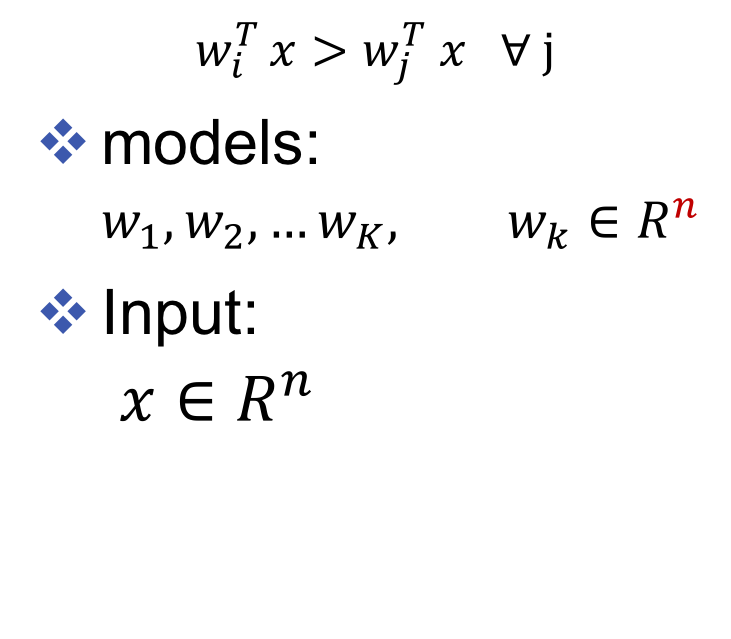 w_i^T x > w_j^T x ∀ j
❖ models:
w_1, w_2, … w_K, w_k ∈ R^n
❖ Input:
x ∈ R^n